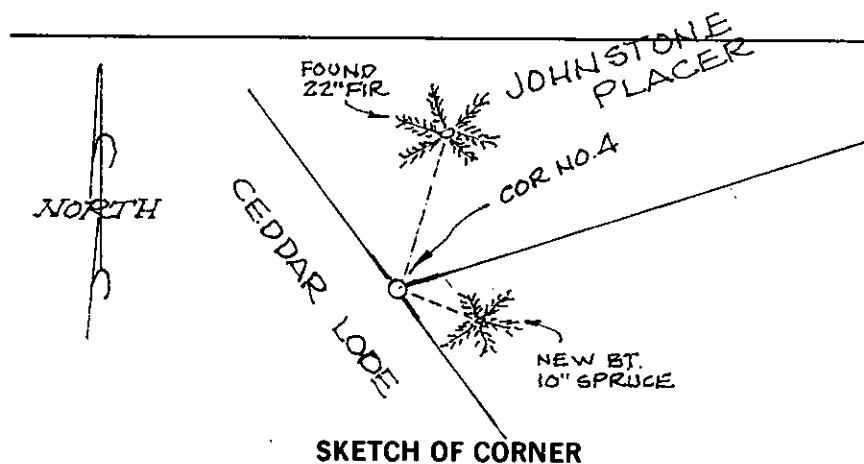 FOUND
22" FIR
JOHNSTONE
PLACER
NORTH
CEDDAR LODE
COR NO. 4
NEW BT.
10" SPRUCE
SKETCH OF CORNER